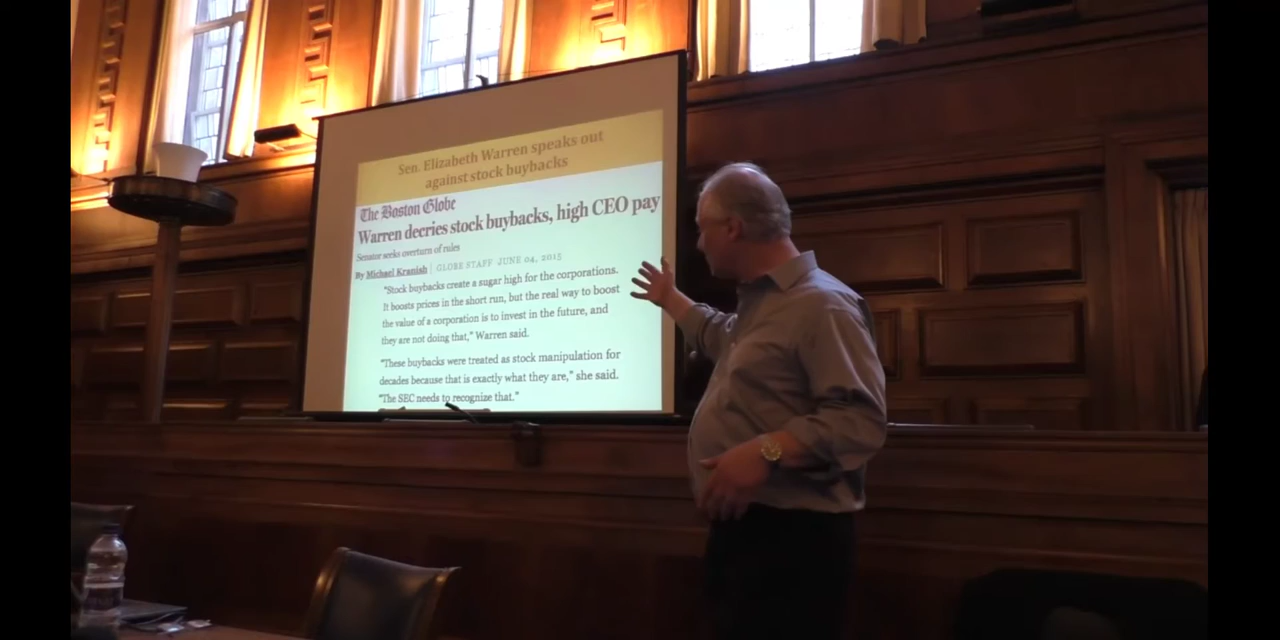 Sen. Elizabeth Warren speaks out
against stock buybacks
The Boston Globe
Warren decries stock buybacks, high CEO pay
Senator seeks overturn of rules
By Michael Kranish | GLOBE STAFF JUNE 04, 2015
"Stock buybacks create a sugar high for the corporations.
It boosts prices in the short run, but the real way to boost
the value of a corporation is to invest in the future, and
they are not doing that," Warren said.
"These buybacks were treated as stock manipulation for
decades because that is exactly what they are," she said.
"The SEC needs to recognize that."